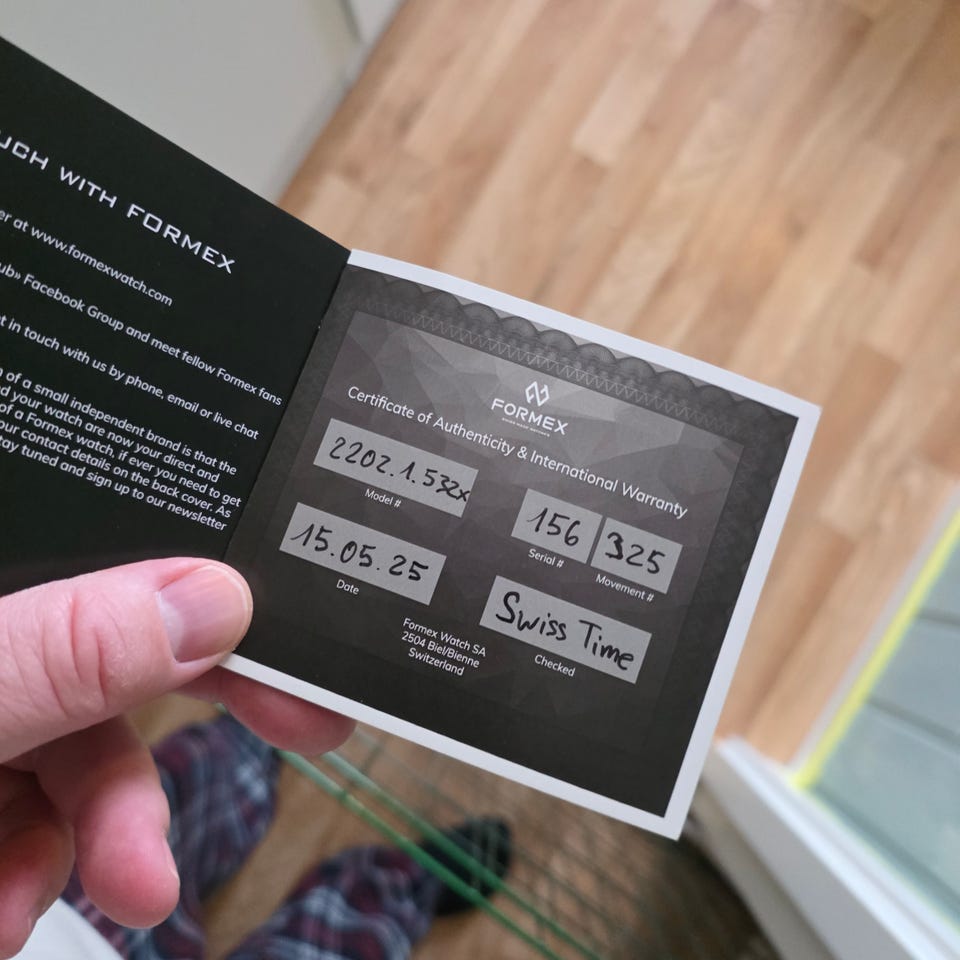 UCH WITH FORMEX
er at www.formexwatch.com
ub» Facebook Group and meet fellow Formex fans
t in touch with us by phone, email or live chat
of a small independent brand is that the
your watch are now your direct and
of a Formex watch, if ever you need to get
our contact details on the back cover. As
tay tuned and sign up to our newsletter
FORMEX
Certificate of Authenticity & International Warranty
2202.1.532x
Model #
156
Serial #
325
Movement #
15.05.25
Date
Swiss Time
Checked
Formex Watch SA
2504 Biel/Bienne
Switzerland